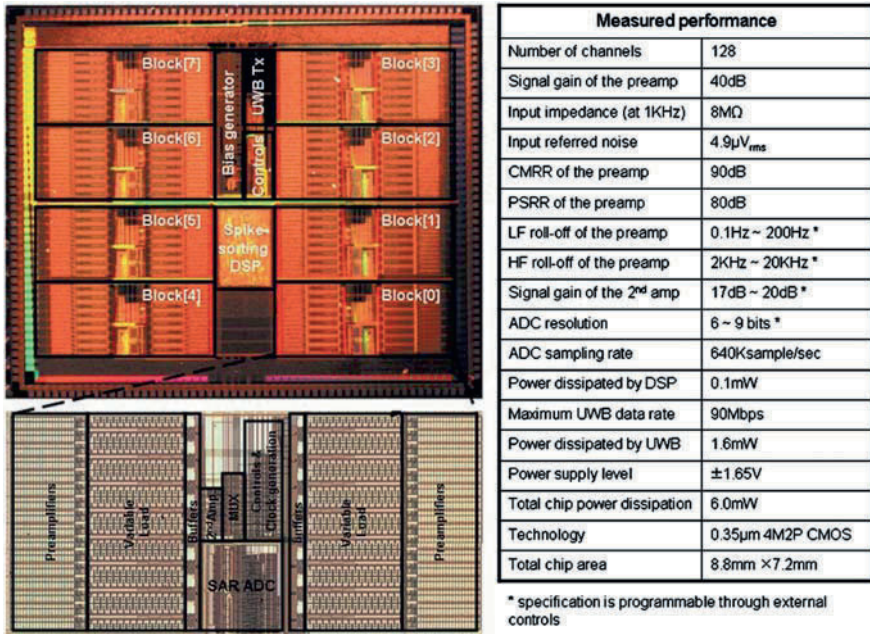 Block[7]
Bias generator
UWB Tx
Block[3]
Block[6]
Controls
Block[2]
Block[5]
Spike-
sorting
DSP
Block[1]
Block[4]
Block[0]
Preamplifiers
Variable
Load
Buffers
2nd Amp
MUX
Controls &
Clock generation
Buffers
Variable
Load
Preamplifiers
SAR ADC
Measured performance
Number of channels 128
Signal gain of the preamp 40dB
Input impedance (at 1KHz) 8MΩ
Input referred noise 4.9μVrms
CMRR of the preamp 90dB
PSRR of the preamp 80dB
LF roll-off of the preamp 0.1Hz ~ 200Hz *
HF roll-off of the preamp 2KHz ~ 20KHz *
Signal gain of the 2nd amp 17dB ~ 20dB *
ADC resolution 6 ~ 9 bits *
ADC sampling rate 640Ksample/sec
Power dissipated by DSP 0.1mW
Maximum UWB data rate 90Mbps
Power dissipated by UWB 1.6mW
Power supply level ±1.65V
Total chip power dissipation 6.0mW
Technology 0.35μm 4M2P CMOS
Total chip area 8.8mm ×7.2mm
* specification is programmable through external
controls